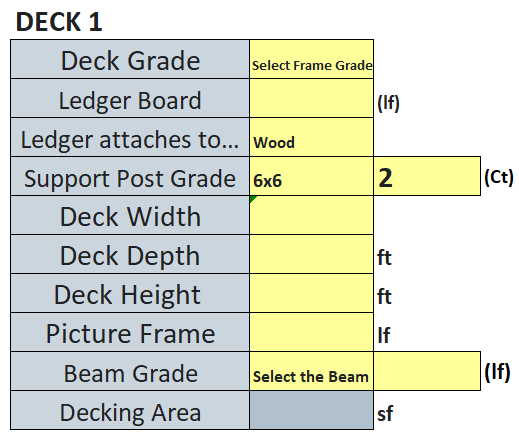 DECK 1
Deck Grade Select Frame Grade
Ledger Board (lf)
Ledger attaches to... Wood
Support Post Grade 6x6 2 (Ct)
Deck Width
Deck Depth ft
Deck Height ft
Picture Frame lf
Beam Grade Select the Beam (lf)
Decking Area sf